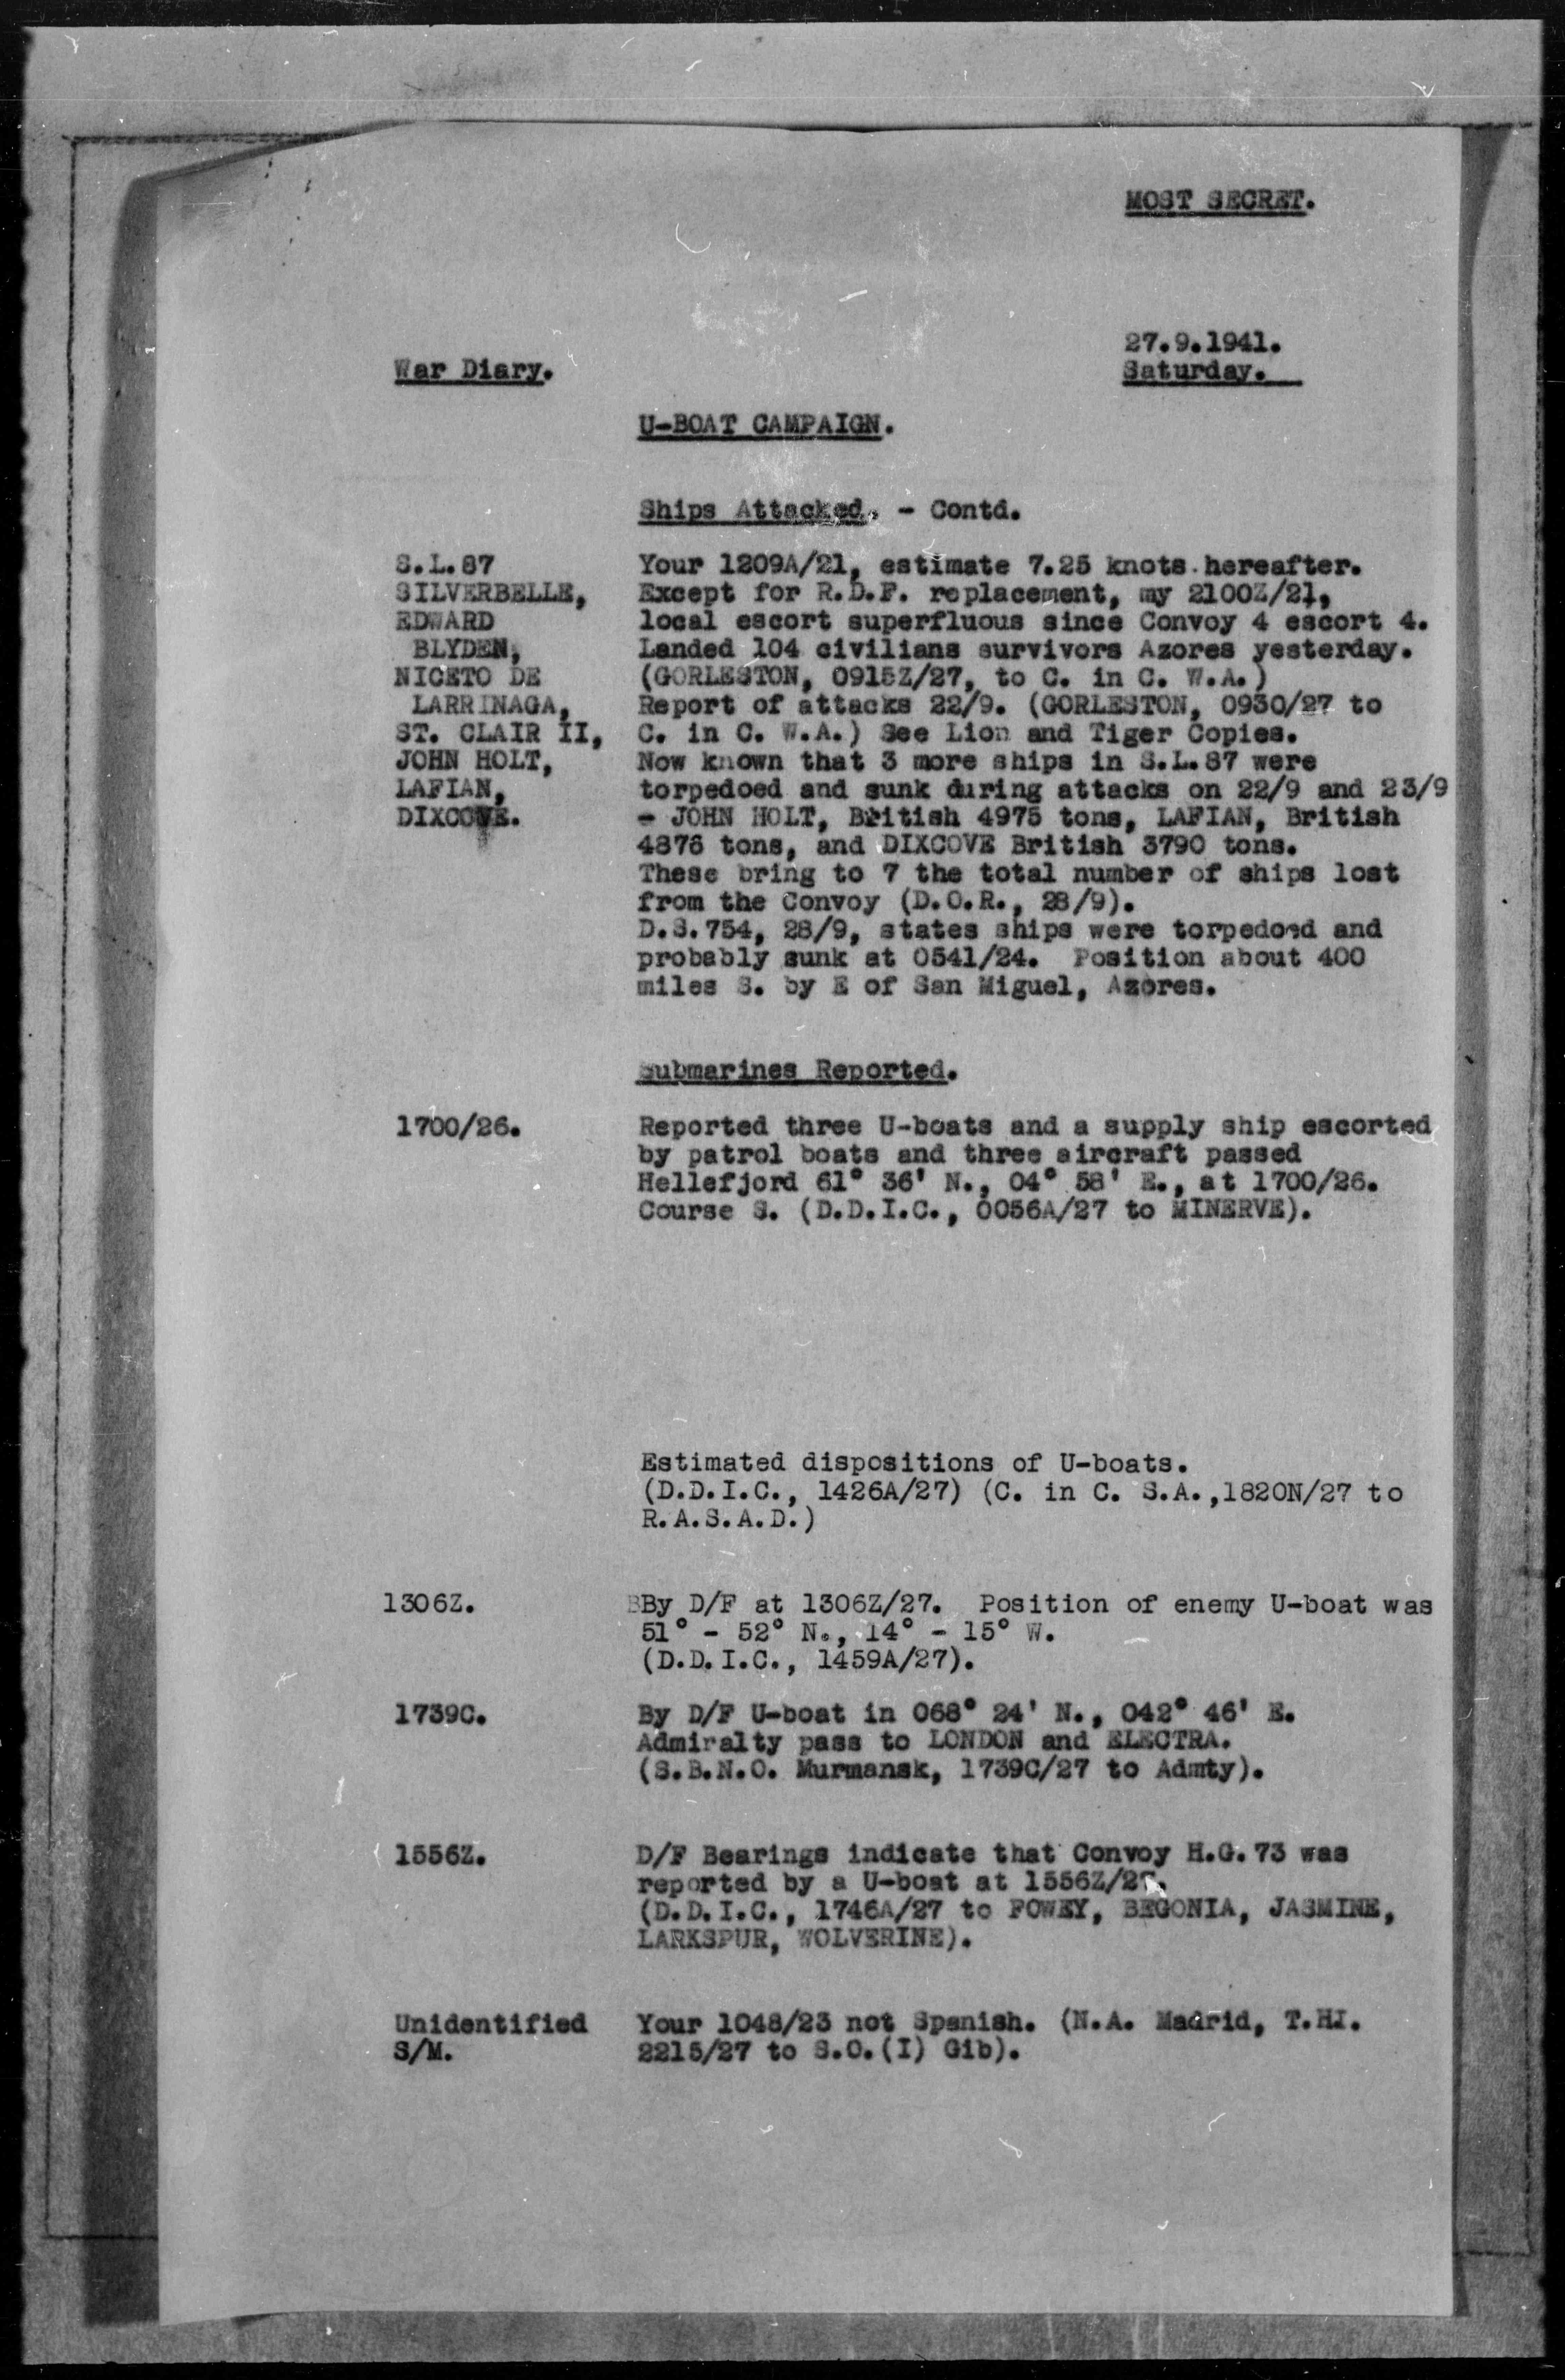 MOST SECRET.
27.9.1941.
War Diary.
Saturday.
U-BOAT CAMPAIGN.
Ships Attacked. - Contd.
S.L.87
SILVERBELLE,
EDWARD
BLYDEN,
NICETO DE
LARRINAGA,
ST. CLAIR II,
JOHN HOLT,
LAFIAN,
DIXCOVE.
Your 1209A/21, estimate 7.25 knots hereafter.
Except for R.D.F. replacement, my 2100Z/21,
local escort superfluous since Convoy 4 escort 4.
Landed 104 civilians survivors Azores yesterday.
(GORLESTON, 0915Z/27, to C. in C. W.A.)
Report of attacks 22/9. (GORLESTON, 0930/27 to
C. in C. W.A.) See Lion and Tiger Copies.
Now known that 3 more ships in S.L.87 were
torpedoed and sunk during attacks on 22/9 and 23/9
- JOHN HOLT, British 4975 tons, LAFIAN, British
4876 tons, and DIXCOVE British 3790 tons.
These bring to 7 the total number of ships lost
from the Convoy (D.O.R., 28/9).
D.S.754, 28/9, states ships were torpedoed and
probably sunk at 0541/24. Position about 400
miles S. by E of San Miguel, Azores.
Submarines Reported.
1700/26.
Reported three U-boats and a supply ship escorted
by patrol boats and three aircraft passed
Hellefjord 61° 36' N., 04° 58' E., at 1700/26.
Course S. (D.D.I.C., 0056A/27 to MINERVE).
Estimated dispositions of U-boats.
(D.D.I.C., 1426A/27) (C. in C. S.A.,1820N/27 to
R.A.S.A.D.)
1306Z.
BBy D/F at 1306Z/27. Position of enemy U-boat was
51° - 52° N., 14° - 15° W.
(D.D.I.C., 1459A/27).
1739C.
By D/F U-boat in 068° 24' N., 042° 46' E.
Admiralty pass to LONDON and ELECTRA.
(S.B.N.O. Murmansk, 1739C/27 to Admty).
1556Z.
D/F Bearings indicate that Convoy H.G.73 was
reported by a U-boat at
(D.D.I.C., 1746A/27 to FOWEY, BEGONIA, JASMINE,
LARKSPUR, WOLVERINE).
Unidentified
S/M.
Your 1048/23 not Spanish. (N.A. Madrid, T.HI.
2215/27 to S.O.(I) Gib).